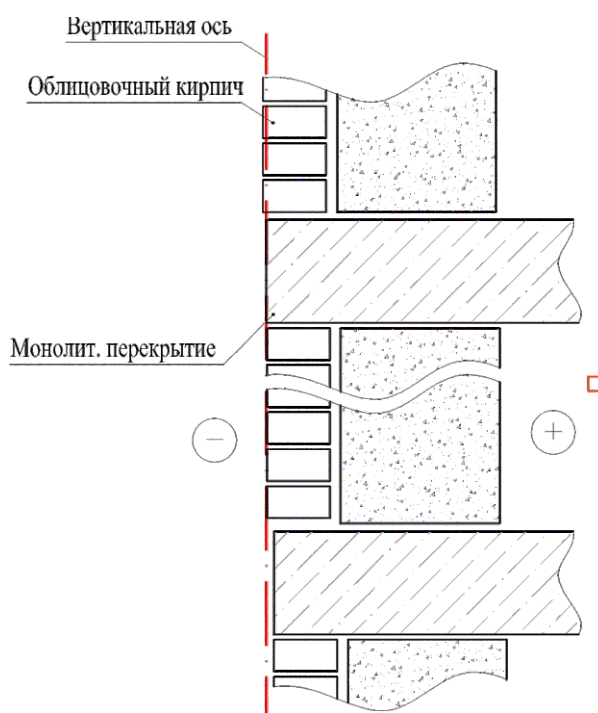 Вертикальная ось
Облицовочный кирпич
Монолит. перекрытие
− +